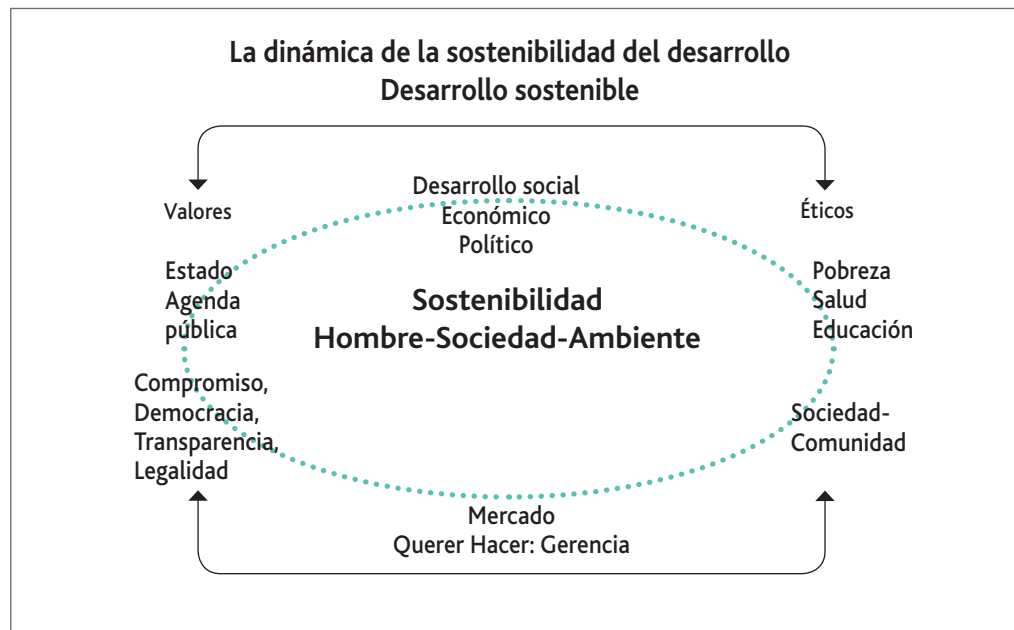 La dinámica de la sostenibilidad del desarrollo
Desarrollo sostenible
Valores
Desarrollo social
Económico
Político
Éticos
Estado
Agenda
pública
Sostenibilidad
Hombre-Sociedad-Ambiente
Pobreza
Salud
Educación
Compromiso,
Democracia,
Transparencia,
Legalidad
Sociedad-
Comunidad
Mercado
Querer Hacer: Gerencia